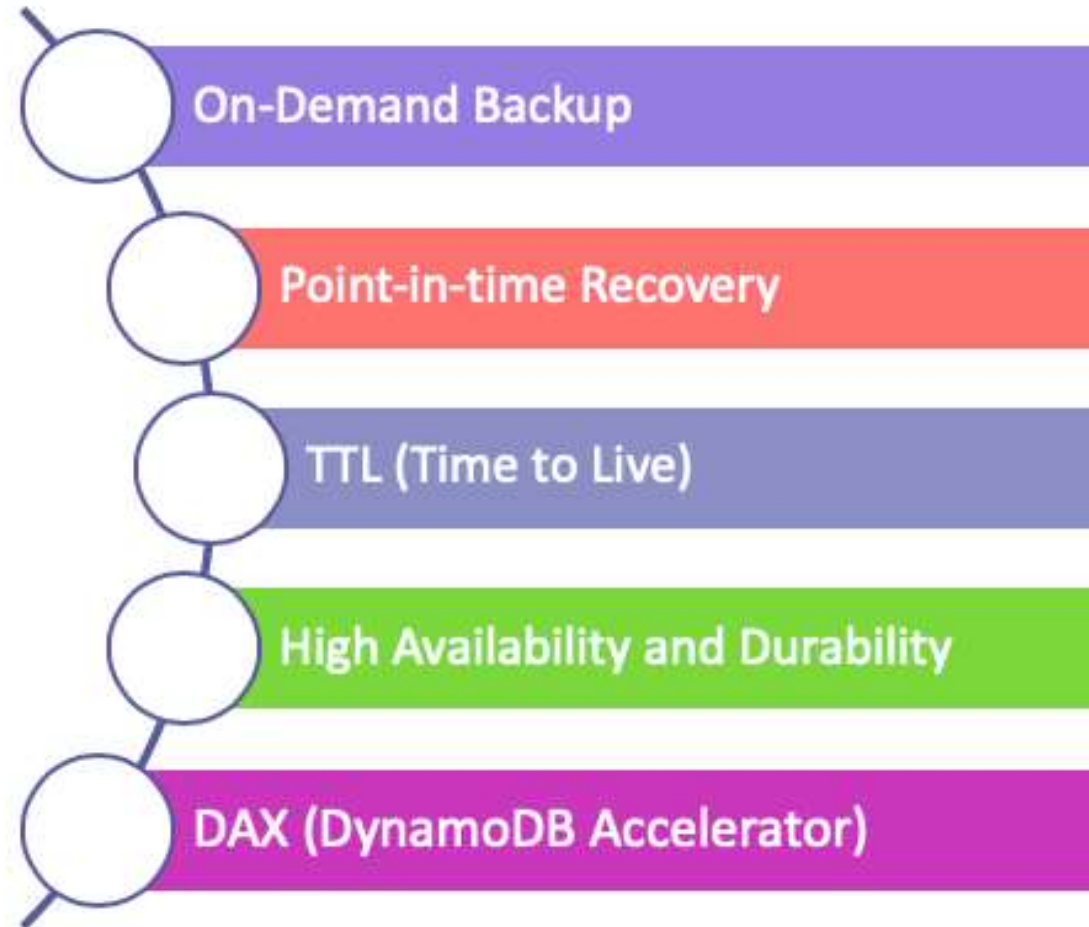 On-Demand Backup
Point-in-time Recovery
TTL (Time to Live)
High Availability and Durability
DAX (DynamoDB Accelerator)